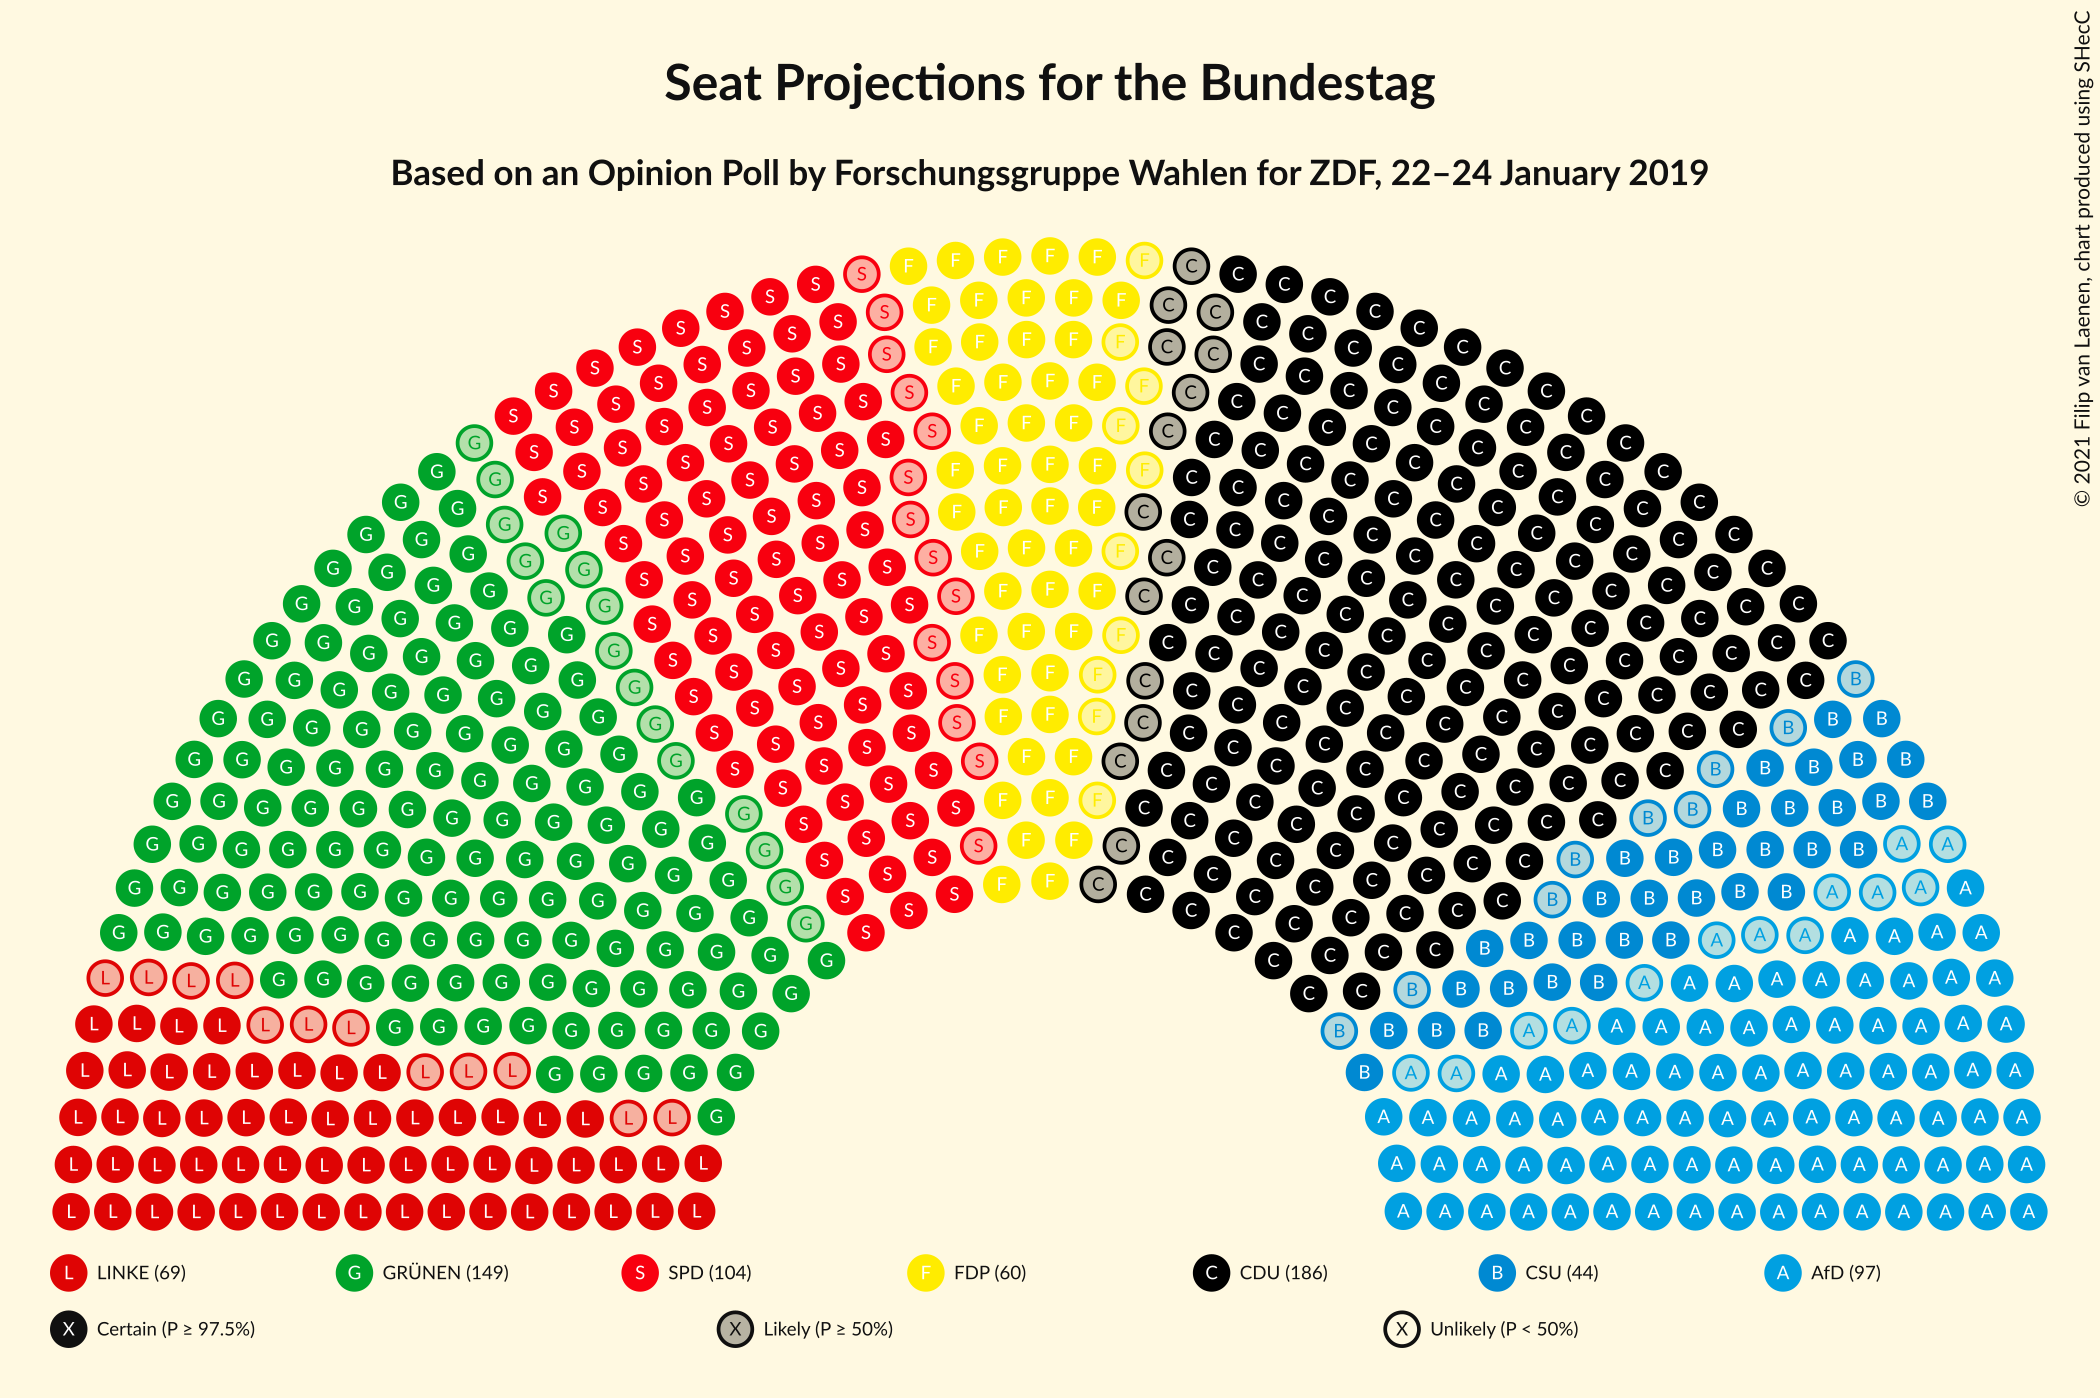 Seat Projections for the Bundestag
Based on an Opinion Poll by Forschungsgruppe Wahlen for ZDF, 22–24 January 2019
© 2021 Filip van Laenen, chart produced using SHecC
L LINKE (69) G GRÜNEN (149) S SPD (104) F FDP (60) C CDU (186) B CSU (44) A AfD (97)
X Certain (P ≥ 97.5%) X Likely (P ≥ 50%) X Unlikely (P < 50%)